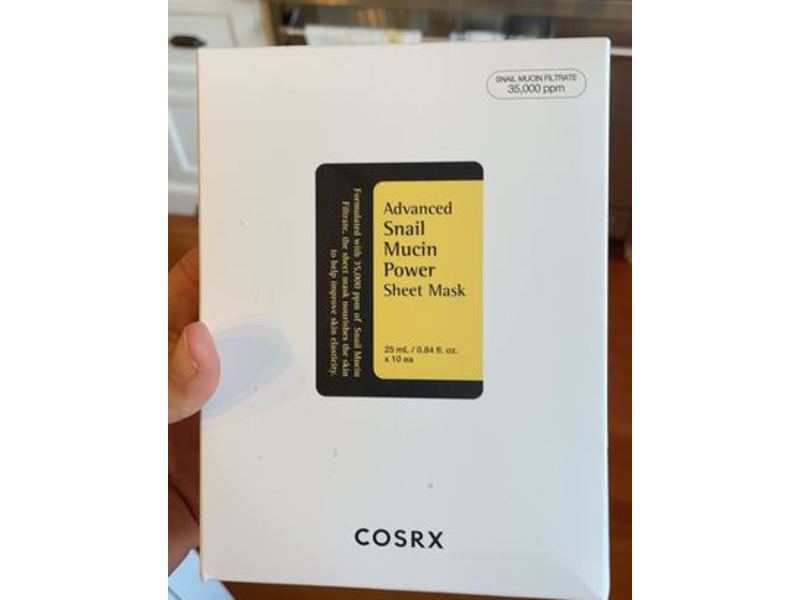 SNAIL MUCIN FILTRATE
35,000 ppm
Advanced
Snail
Mucin
Power
Sheet Mask
25 mL / 0.84 fl. oz.
x 10 ea
Formulated with 35,000 ppm of Snail Mucin
Filtrate, the sheet mask nourishes the skin
to help improve skin elasticity.
COSRX